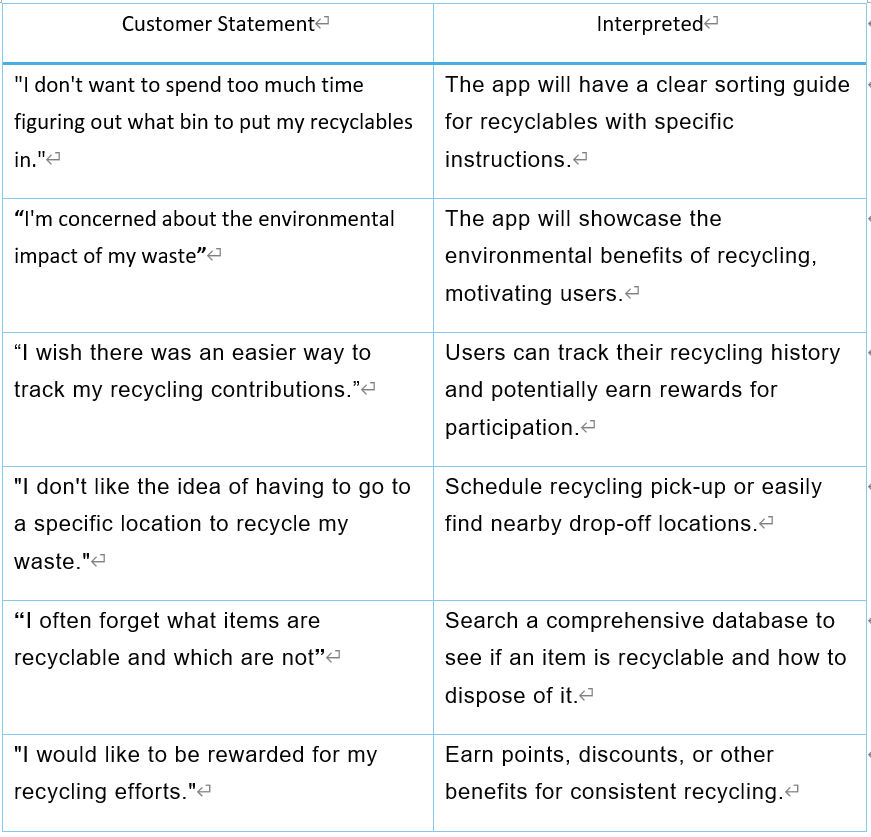 Customer Statement
Interpreted
"I don't want to spend too much time
figuring out what bin to put my recyclables
in."
The app will have a clear sorting guide
for recyclables with specific
instructions.
“I'm concerned about the environmental
impact of my waste”
The app will showcase the
environmental benefits of recycling,
motivating users.
“I wish there was an easier way to
track my recycling contributions.”
Users can track their recycling history
and potentially earn rewards for
participation.
"I don't like the idea of having to go to
a specific location to recycle my
waste."
Schedule recycling pick-up or easily
find nearby drop-off locations.
“I often forget what items are
recyclable and which are not”
Search a comprehensive database to
see if an item is recyclable and how to
dispose of it.
"I would like to be rewarded for my
recycling efforts."
Earn points, discounts, or other
benefits for consistent recycling.